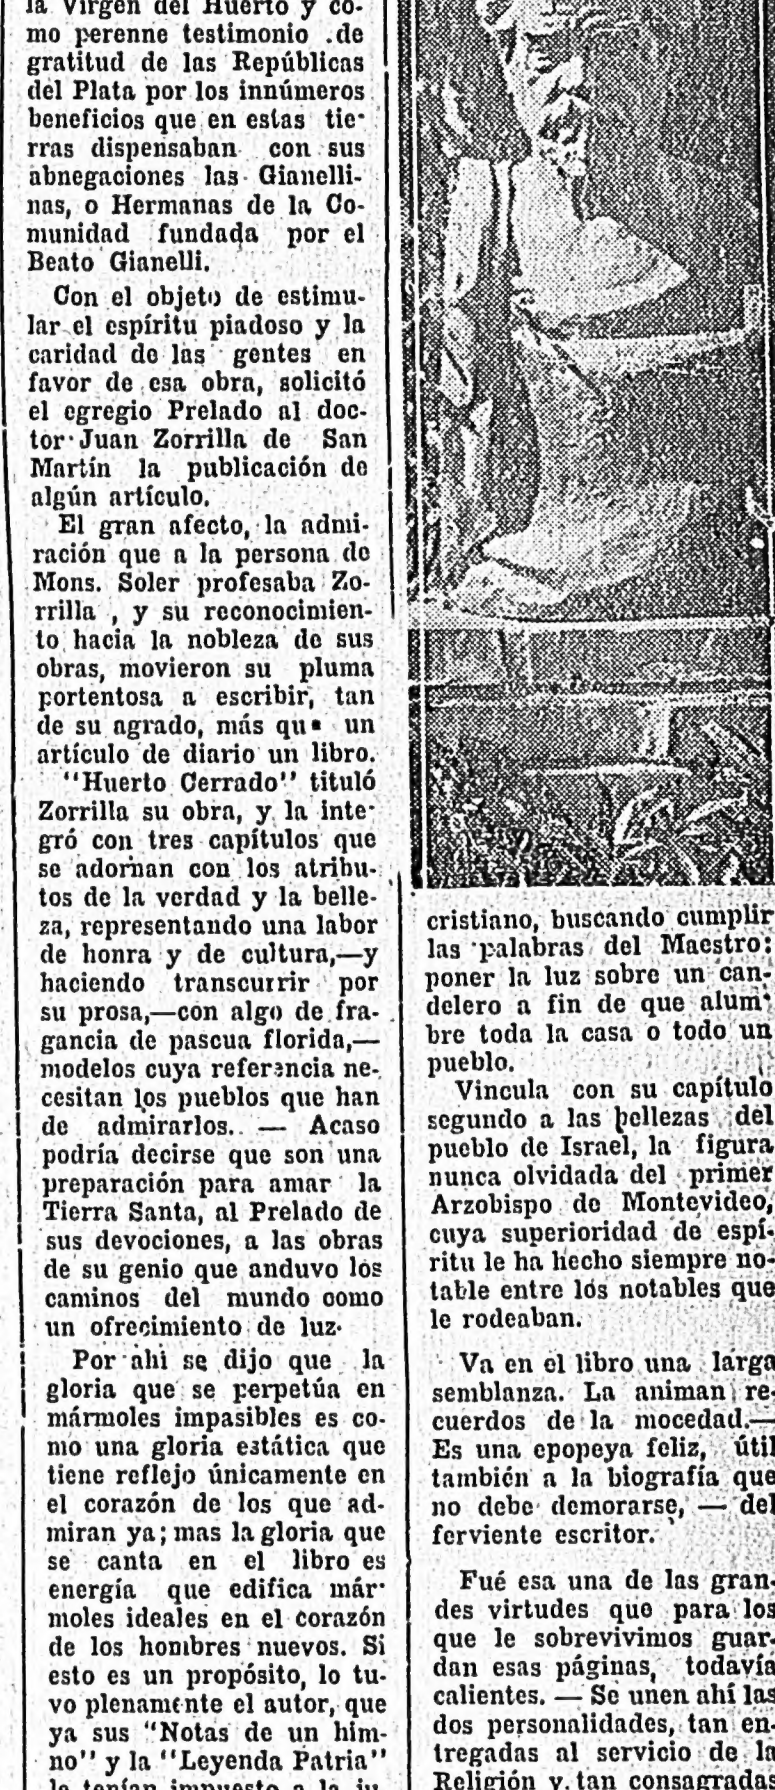 la Virgen del Huerto y co-
mo perenne testimonio .de
gratitud de las Repúblicas
del Plata por los innúmeros
beneficios que en estas tie-
rras dispensaban con sus
abnegaciones las Gianelli-
nas, o Hermanas de la Co-
munidad fundada por el
Beato Gianelli.
Con el objeto de estimu-
lar el espíritu piadoso y la
caridad de las gentes en
favor de esa obra, solicitó
el egregio Prelado al doc-
tor Juan Zorrilla de San
Martín la publicación de
algún artículo.
El gran afecto, la admi-
ración que a la persona de
Mons. Soler profesaba Zo-
rrilla , y su reconocimien-
to hacia la nobleza de sus
obras, movieron su pluma
portentosa a escribir, tan
de su agrado, más que un
artículo de diario un libro.
"Huerto Cerrado" tituló
Zorrilla su obra, y la inte-
gró con tres capítulos que
se adornan con los atribu-
tos de la verdad y la belle-
za, representando una labor
de honra y de cultura,—y
haciendo transcurrir por
su prosa,—con algo de fra-
gancia de pascua florida,—
modelos cuya referencia ne-
cesitan los pueblos que han
de admirarlos.. — Acaso
podría decirse que son una
preparación para amar la
Tierra Santa, al Prelado de
sus devociones, a las obras
de su genio que anduvo los
caminos del mundo como
un ofrecimiento de luz.
Por ahi se dijo que la
gloria que se perpetúa en
mármoles impasibles es co-
mo una gloria estática que
tiene reflejo únicamente en
el corazón de los que ad-
miran ya; mas la gloria que
se canta en el libro es
energía que edifica már-
moles ideales en el corazón
de los hombres nuevos. Si
esto es un propósito, lo tu-
vo plenamente el autor, que
ya sus "Notas de un him-
no" y la "Leyenda Patria"
le tenían impuesto a la ju-
cristiano, buscando cumplir
las palabras del Maestro:
poner la luz sobre un can-
delero a fin de que alum-
bre toda la casa o todo un
pueblo.
Vincula con su capítulo
segundo a las bellezas del
pueblo de Israel, la figura
nunca olvidada del primer
Arzobispo de Montevideo,
cuya superioridad de espí-
ritu le ha hecho siempre no-
table entre los notables que
le rodeaban.
Va en el libro una larga
semblanza. La animan re-
cuerdos de la mocedad.—
Es una epopeya feliz, útil
también a la biografía que
no debe demorarse, — del
ferviente escritor.
Fué esa una de las gran-
des virtudes que para los
que le sobrevivimos guar-
dan esas páginas, todavía
calientes. — Se unen ahí las
dos personalidades, tan en-
tregadas al servicio de la
Religión y tan consagradas